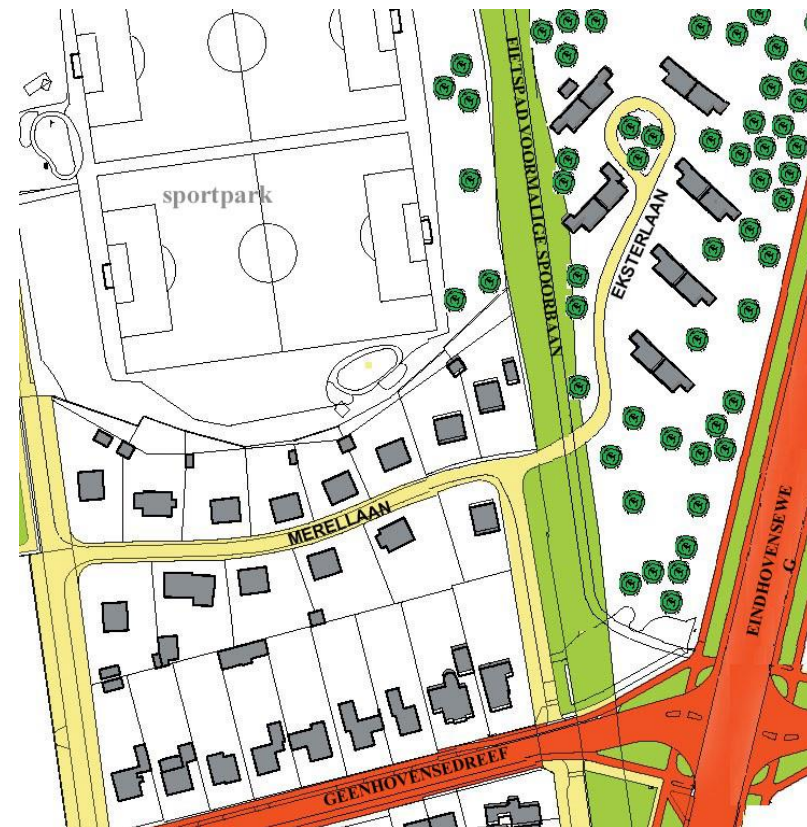 FIETSPAD VOORMALIGE SPOORBAAN
sportpark
EKSTERLAAN
MERELLAAN
EINDHOVENSEWE
G
GEENHOVENSEDREEF